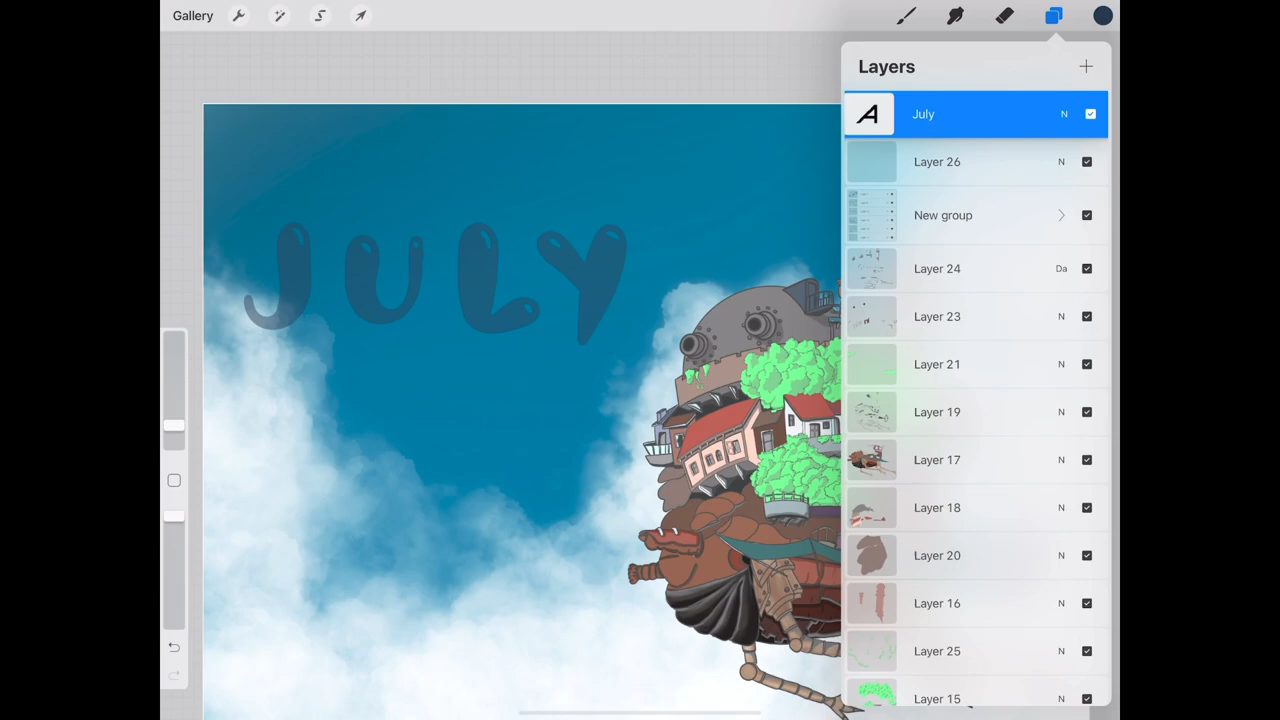 Gallery
Layers
July N
Layer 26 N
New group
Layer 24 Da
Layer 23 N
Layer 21 N
Layer 19 N
Layer 17 N
Layer 18 N
Layer 20 N
Layer 16 N
Layer 25 N
Layer 15 N
JULY
A